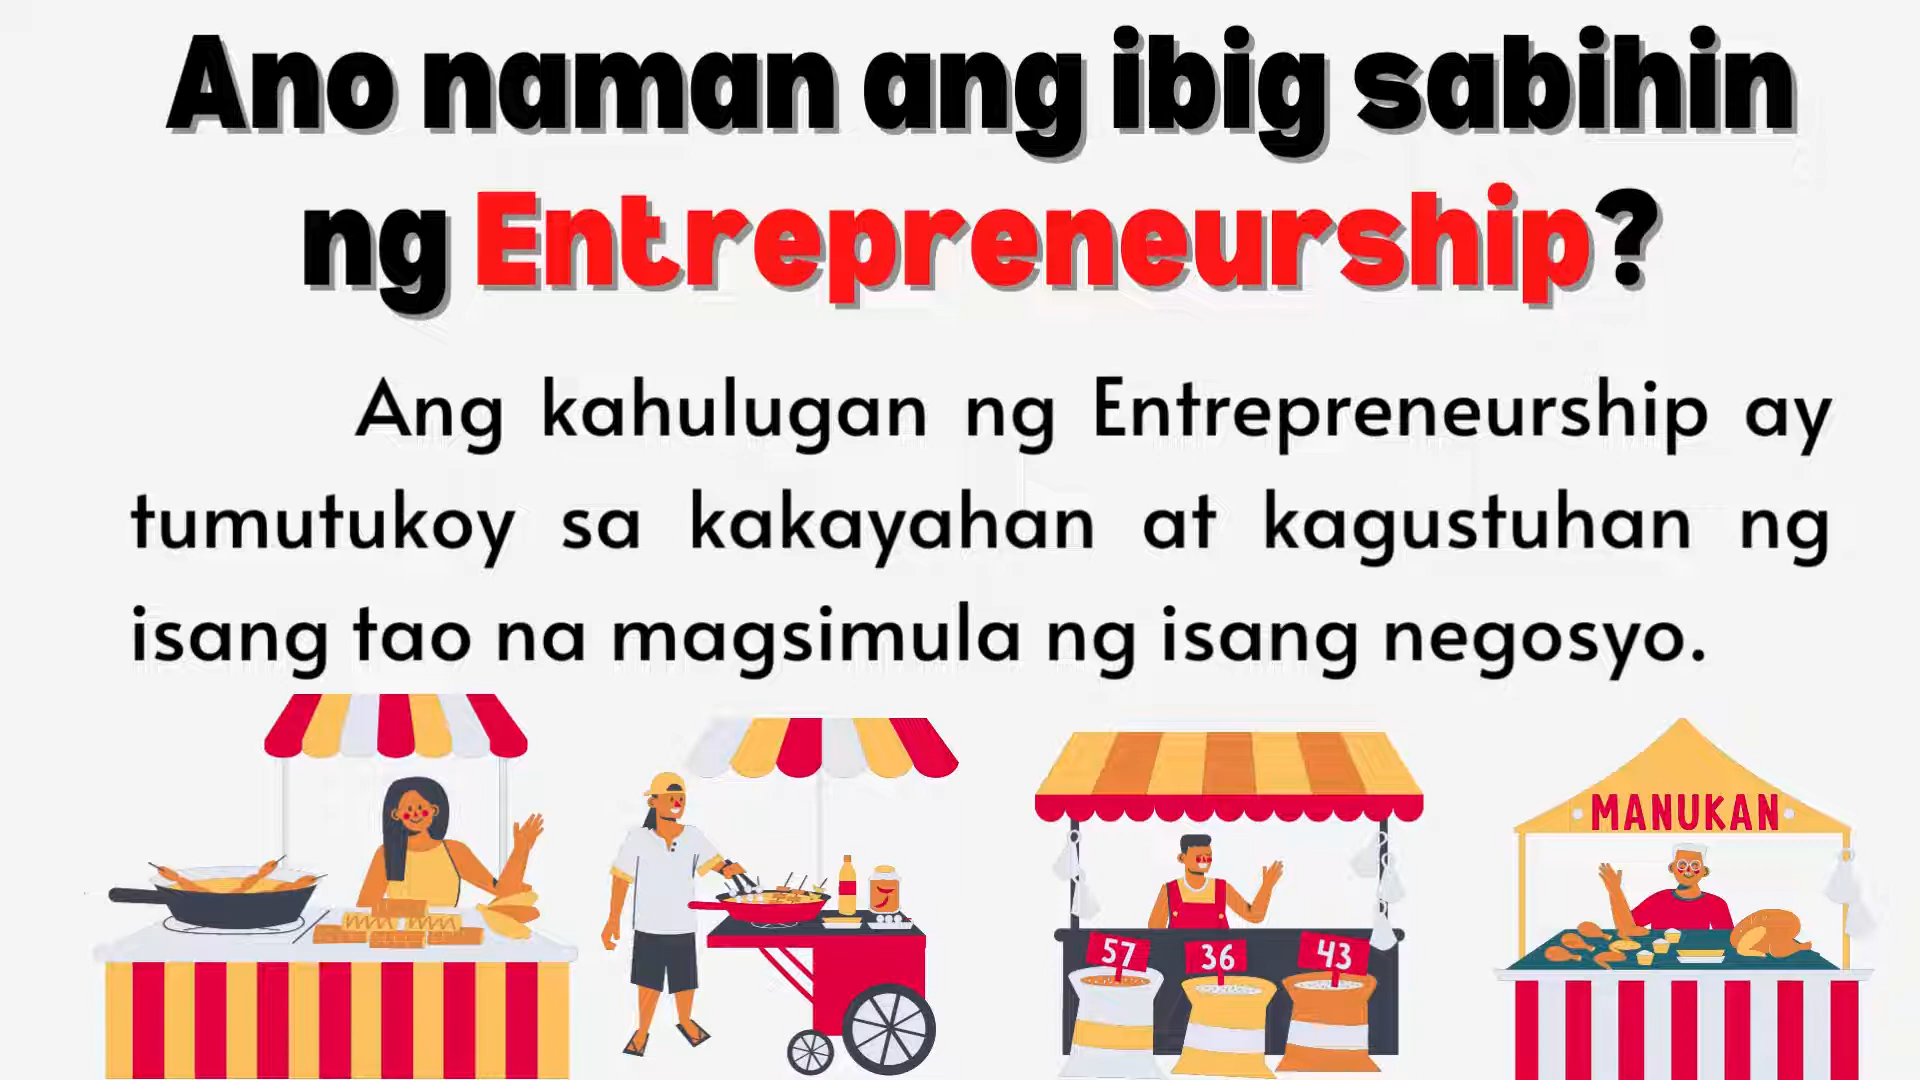 Ano naman ang ibig sabihin
ng Entrepreneurship?
Ang kahulugan ng Entrepreneurship ay
tumutukoy sa kakayahan at kagustuhan ng
isang tao na magsimula ng isang negosyo.
MANUKAN
57 36 43